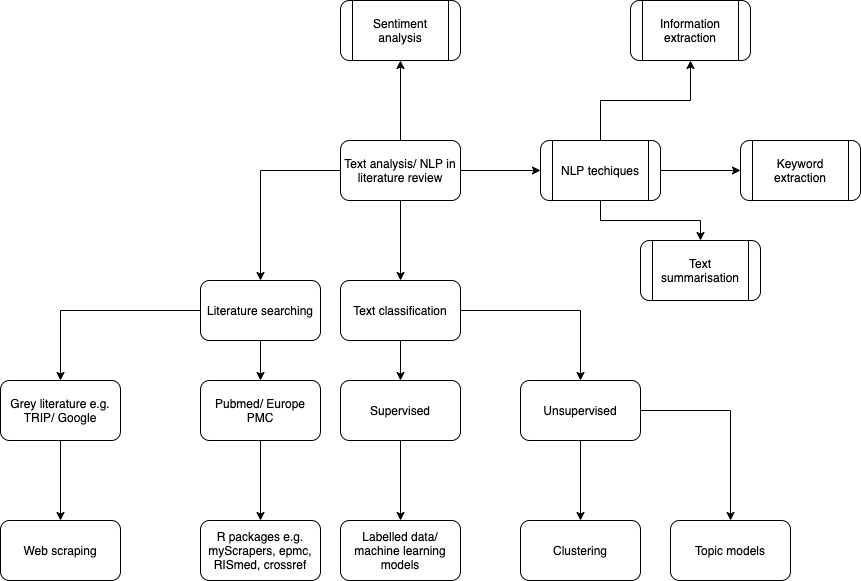 Sentiment
analysis
Information
extraction
Text analysis/ NLP in
literature review
NLP techiques
Keyword
extraction
Text
summarisation
Literature searching
Text classification
Grey literature e.g.
TRIP/ Google
Pubmed/ Europe
PMC
Supervised
Unsupervised
Web scraping
R packages e.g.
myScrapers, epmc,
RISmed, crossref
Labelled data/
machine learning
models
Clustering
Topic models